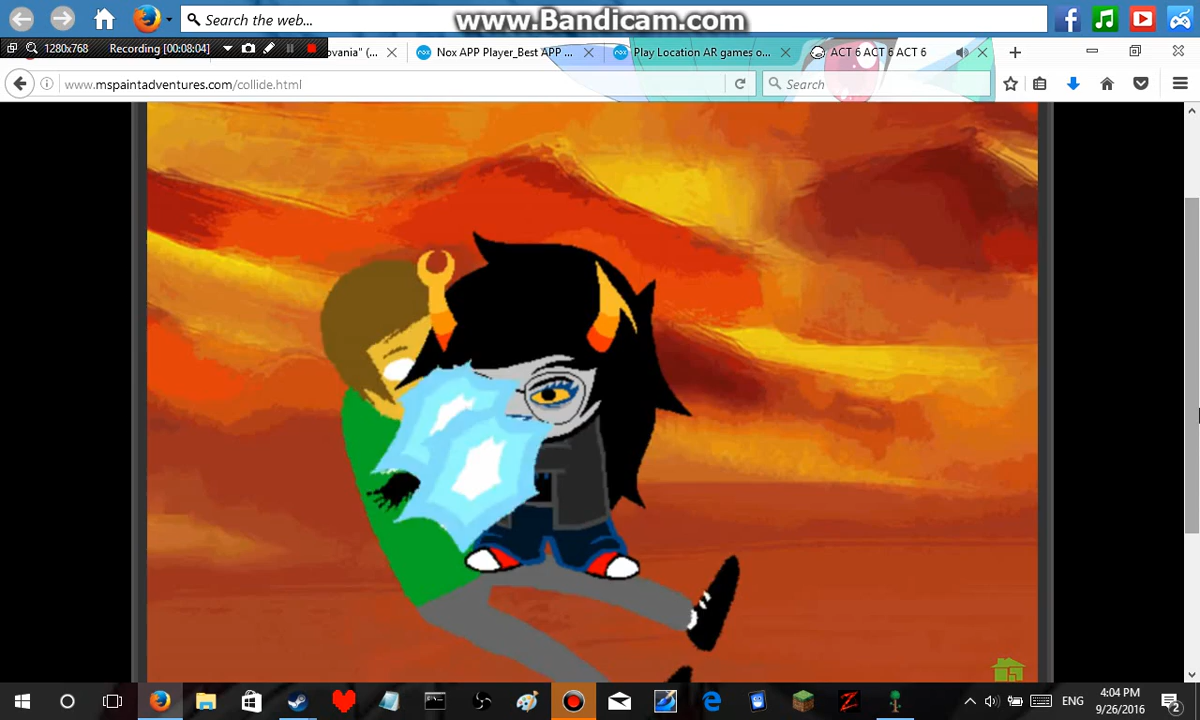 Search the web...
www.Bandicam.com
1280x768
Recording [00:08:04]
ovania" (...
Nox APP Player_Best APP ...
Play Location AR games o...
ACT 6 ACT 6 ACT 6
www.mspaintadventures.com/collide.html
Search
ENG
4:04 PM
9/26/2016
2